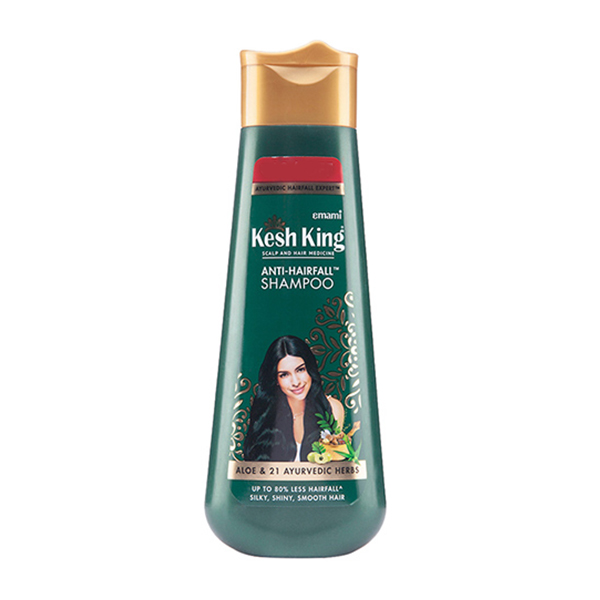 AYURVEDIC HAIRFALL EXPERT™
emami
Kesh King
SCALP AND HAIR MEDICINE
ANTI-HAIRFALL™
SHAMPOO
ALOE & 21 AYURVEDIC HERBS
UP TO 80% LESS HAIRFALL^
SILKY, SHINY, SMOOTH HAIR